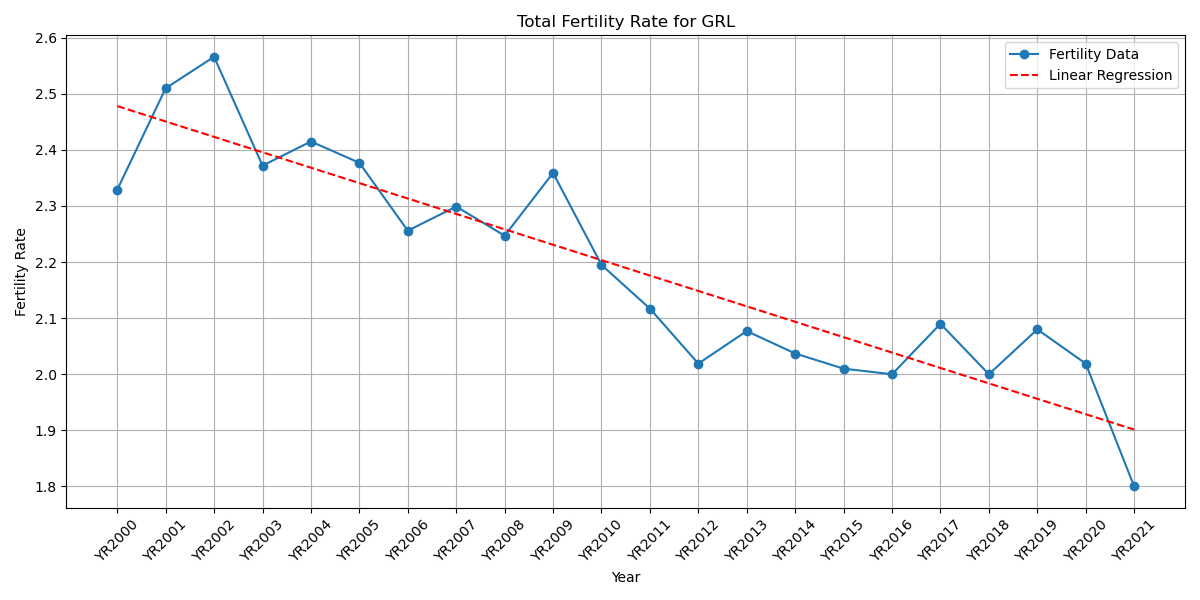 Total Fertility Rate for GRL
Fertility Data
Linear Regression
Fertility Rate
2.6
2.5
2.4
2.3
2.2
2.1
2.0
1.9
1.8
YR2000
YR2001
YR2002
YR2003
YR2004
YR2005
YR2006
YR2007
YR2008
YR2009
YR2010
YR2011
YR2012
YR2013
YR2014
YR2015
YR2016
YR2017
YR2018
YR2019
YR2020
YR2021
Year